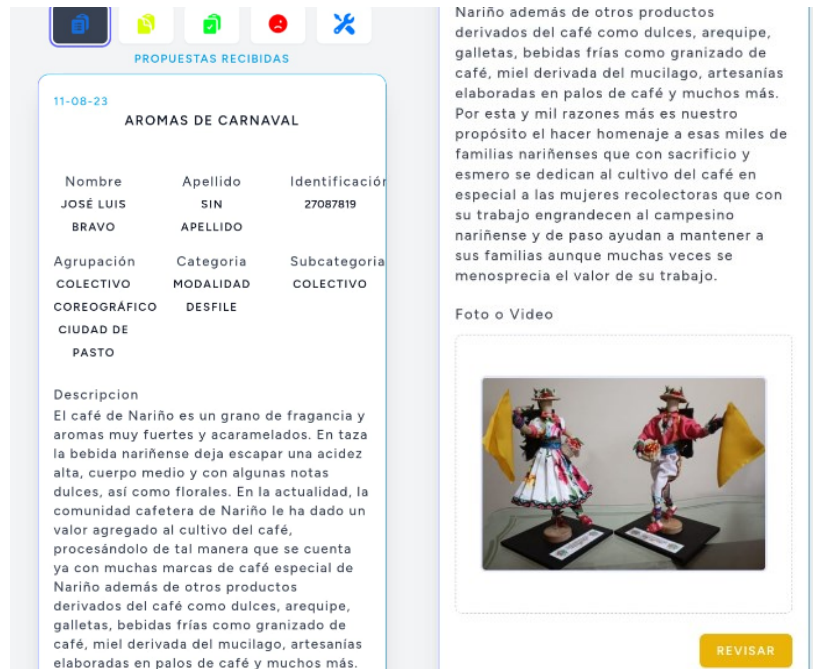 PROPUESTAS RECIBIDAS
11-08-23
AROMAS DE CARNAVAL
Nombre Apellido Identificación
JOSÉ LUIS SIN 27087819
BRAVO APELLIDO
Agrupación Categoria Subcategoria
COLECTIVO MODALIDAD COLECTIVO
COREOGRÁFICO DESFILE
CIUDAD DE
PASTO
Descripcion
El café de Nariño es un grano de fragancia y
aromas muy fuertes y acaramelados. En taza
la bebida nariñense deja escapar una acidez
alta, cuerpo medio y con algunas notas
dulces, así como florales. En la actualidad, la
comunidad cafetera de Nariño le ha dado un
valor agregado al cultivo del café,
procesándolo de tal manera que se cuenta
ya con muchas marcas de café especial de
Nariño además de otros productos
derivados del café como dulces, arequipe,
galletas, bebidas frías como granizado de
café, miel derivada del mucilago, artesanías
elaboradas en palos de café y muchos más.
Nariño además de otros productos
derivados del café como dulces, arequipe,
galletas, bebidas frías como granizado de
café, miel derivada del mucilago, artesanías
elaboradas en palos de café y muchos más.
Por esta y mil razones más es nuestro
propósito el hacer homenaje a esas miles de
familias nariñenses que con sacrificio y
esmero se dedican al cultivo del café en
especial a las mujeres recolectoras que con
su trabajo engrandecen al campesino
nariñense y de paso ayudan a mantener a
sus familias aunque muchas veces se
menosprecia el valor de su trabajo.
Foto o Video
REVISAR